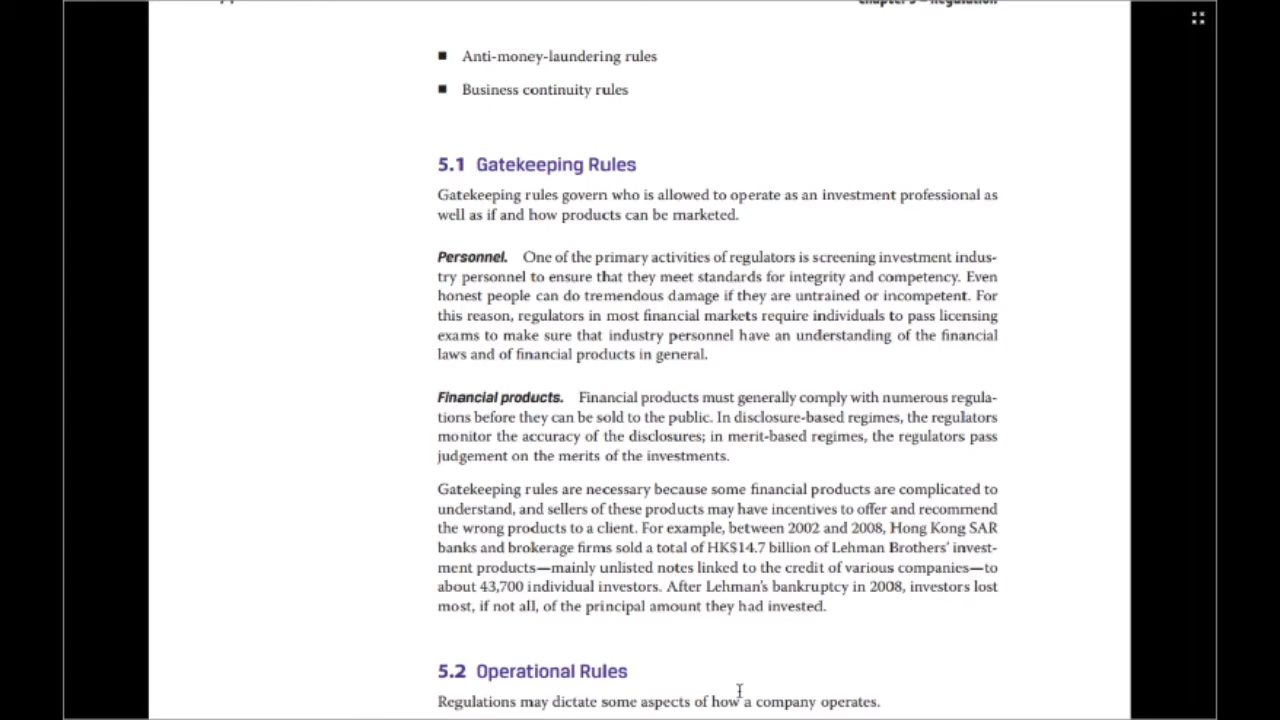 Anti-money-laundering rules
Business continuity rules
5.1 Gatekeeping Rules
Gatekeeping rules govern who is allowed to operate as an investment professional as
well as if and how products can be marketed.
Personnel. One of the primary activities of regulators is screening investment indus-
try personnel to ensure that they meet standards for integrity and competency. Even
honest people can do tremendous damage if they are untrained or incompetent. For
this reason, regulators in most financial markets require individuals to pass licensing
exams to make sure that industry personnel have an understanding of the financial
laws and of financial products in general.
Financial products. Financial products must generally comply with numerous regula-
tions before they can be sold to the public. In disclosure-based regimes, the regulators
monitor the accuracy of the disclosures; in merit-based regimes, the regulators pass
judgement on the merits of the investments.
Gatekeeping rules are necessary because some financial products are complicated to
understand, and sellers of these products may have incentives to offer and recommend
the wrong products to a client. For example, between 2002 and 2008, Hong Kong SAR
banks and brokerage firms sold a total of HK$14.7 billion of Lehman Brothers' invest-
ment products—mainly unlisted notes linked to the credit of various companies—to
about 43,700 individual investors. After Lehman's bankruptcy in 2008, investors lost
most, if not all, of the principal amount they had invested.
5.2 Operational Rules
Regulations may dictate some aspects of how a company operates.